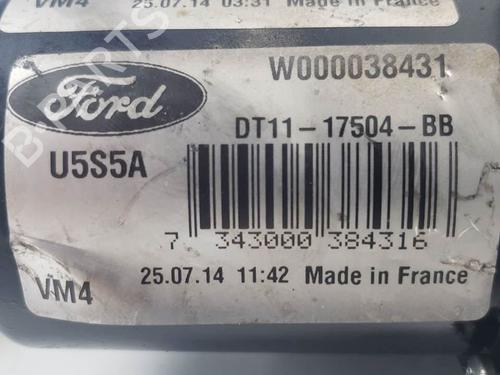 VM4 25.07.14 03:31 Made in France
W000038431
Ford
DT11-17504-BB
U5S5A
7 343000 384316
25.07.14 11:42 Made in France
VM4